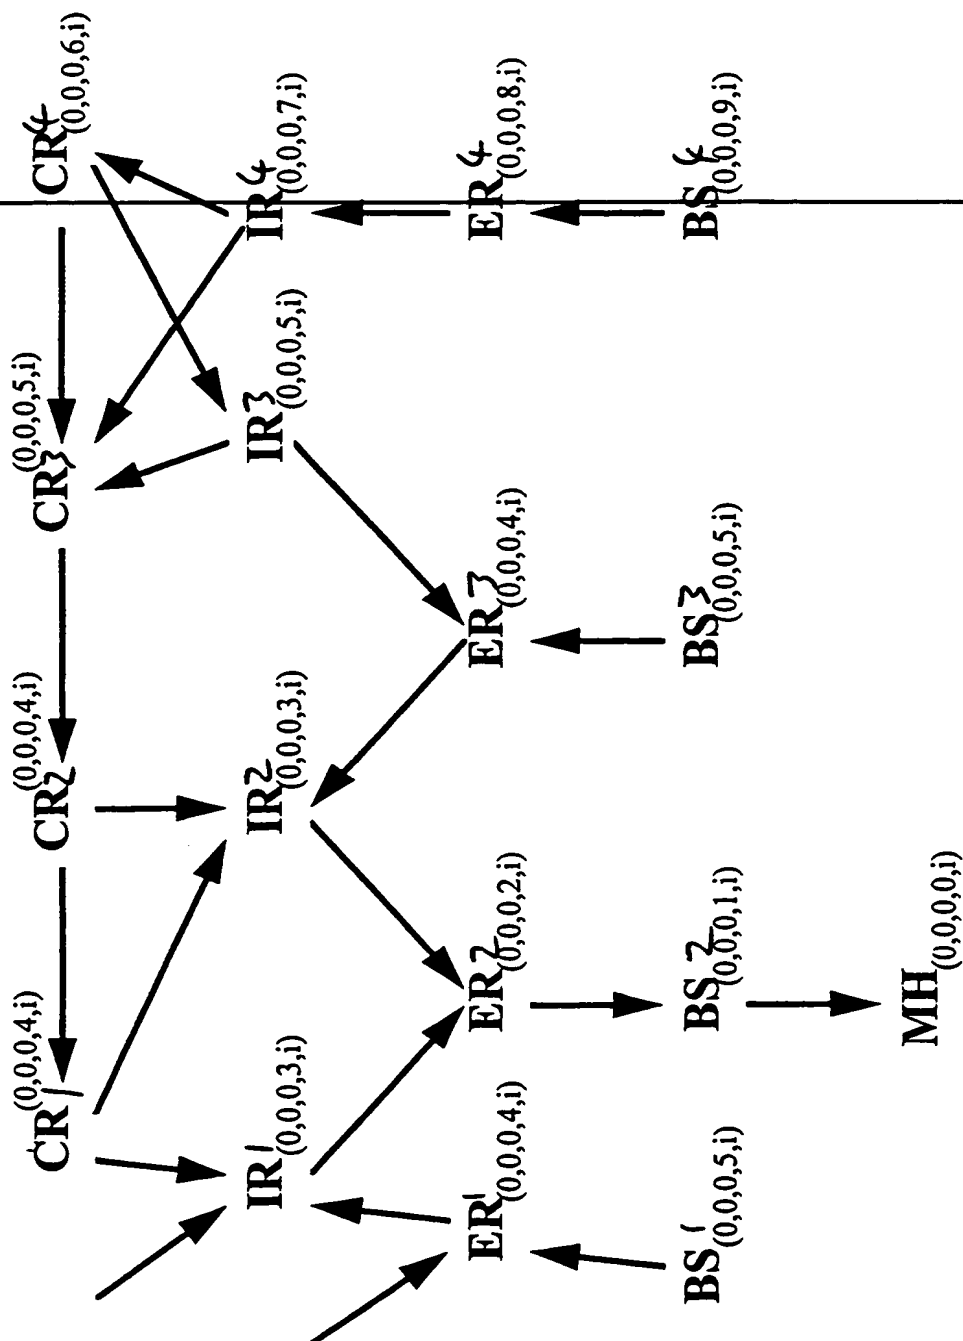 CR1 (0,0,0,4,i)
CR2 (0,0,0,4,i)
CR3 (0,0,0,5,i)
CR4 (0,0,0,6,i)
IR1 (0,0,0,3,i)
IR2 (0,0,0,3,i)
IR3 (0,0,0,5,i)
IR4 (0,0,0,7,i)
ER1 (0,0,0,4,i)
ER2 (0,0,0,2,i)
ER3 (0,0,0,4,i)
ER4 (0,0,0,8,i)
BS1 (0,0,0,5,i)
BS2 (0,0,0,1,i)
BS3 (0,0,0,5,i)
BS4 (0,0,0,9,i)
MH (0,0,0,0,i)